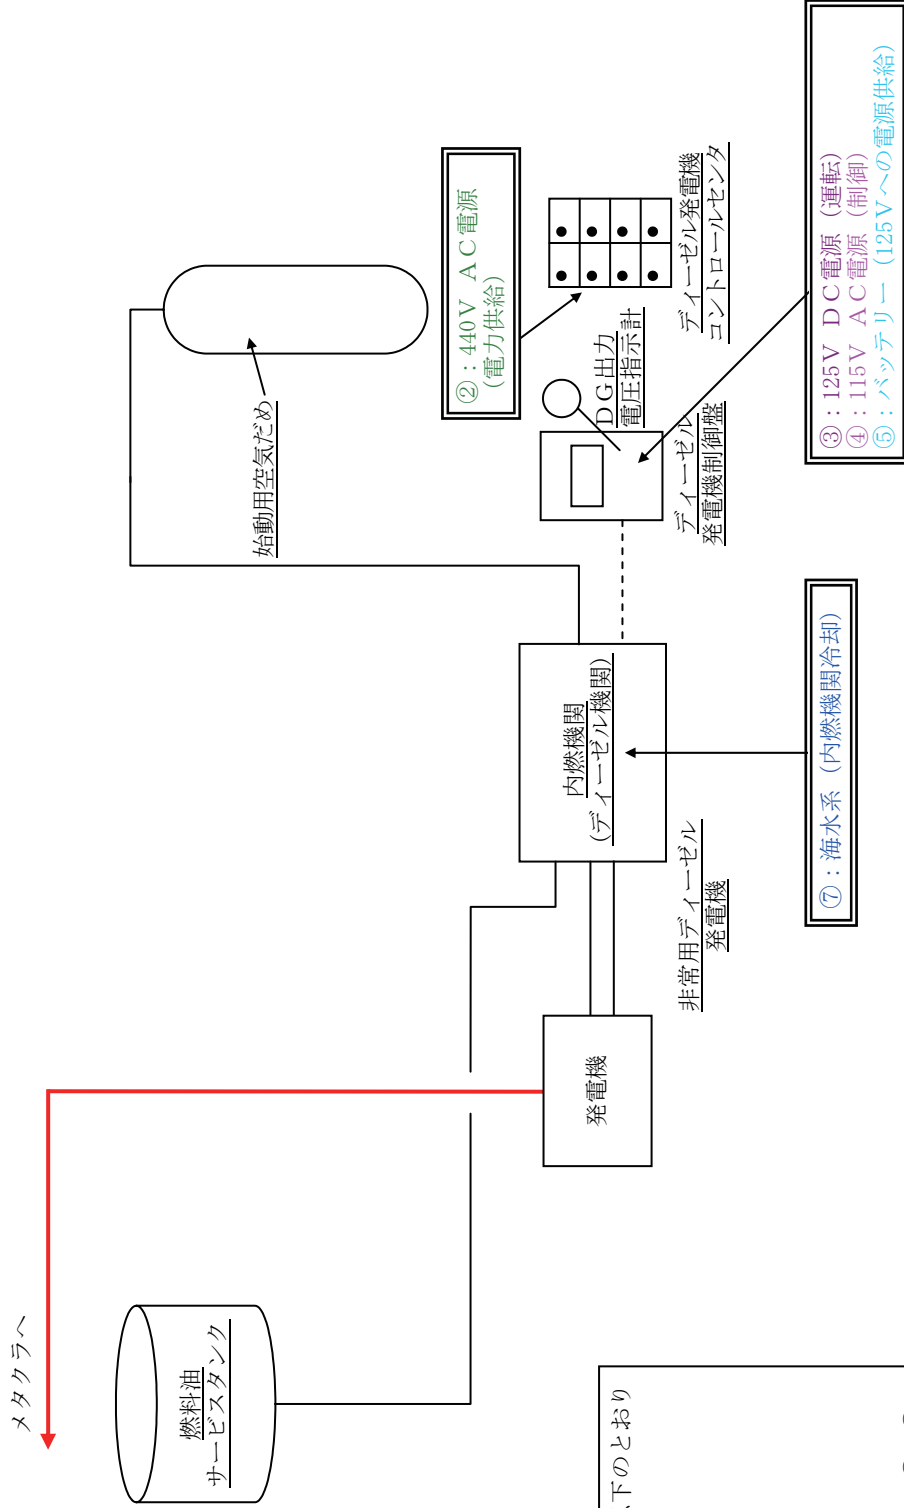 メタクラへ
燃料油
サービスタンク
発電機
非常用ディーゼル
発電機
内燃機関
(ディーゼル機関)
始動用空気だめ
②：440V AC電源
(電力供給)
DG出力
電圧指示計
ディーゼル
発電機制御盤
ディーゼル発電機
コントロールセンタ
③：125V DC電源（運転）
④：115V AC電源（制御）
⑤：バッテリー（125Vへの電源供給）
⑦：海水系（内燃機関冷却）
下のとおり